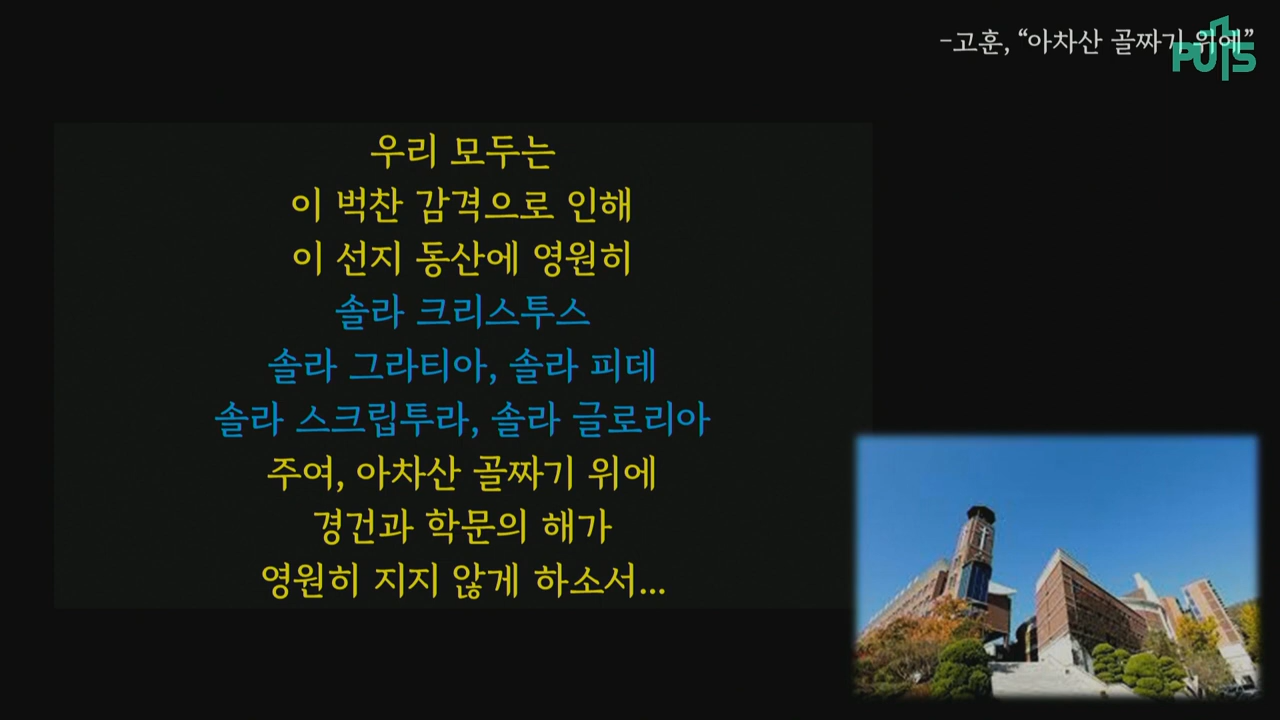 -고훈, “아차산 골짜기 위에”
PUTS
우리 모두는
이 벅찬 감격으로 인해
이 선지 동산에 영원히
솔라 크리스투스
솔라 그라티아, 솔라 피데
솔라 스크립투라, 솔라 글로리아
주여, 아차산 골짜기 위에
경건과 학문의 해가
영원히 지지 않게 하소서...